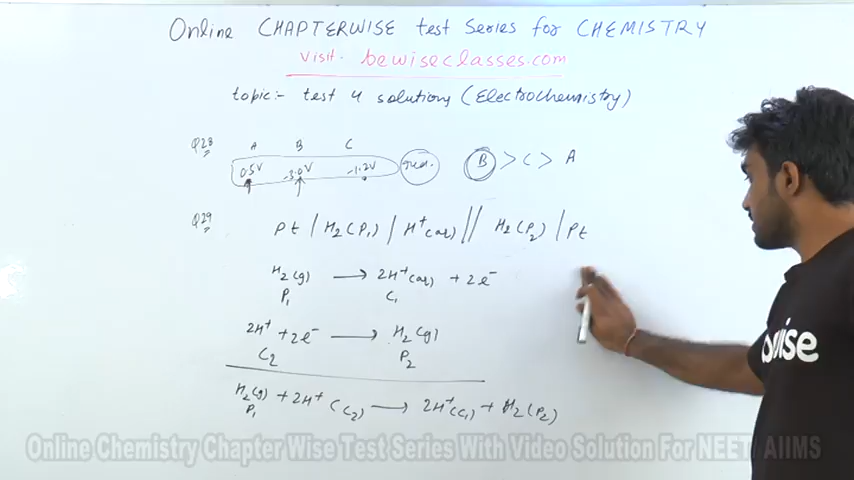 Online CHAPTERWISE test Series for CHEMISTRY
visit- bewiseclasses.com
topic:- test 4 solutions (Electrochemistry)
Q28 A B C
0.5V -3.0V -1.2V red. B > C > A
Q29 Pt | H₂(P₁) | H⁺(aq) || H₂(P₂) | Pt
H₂(g) ⟶ 2H⁺(aq) + 2e⁻
P₁ C₁
2H⁺ + 2e⁻ ⟶ H₂(g)
C₂ P₂
H₂(g) + 2H⁺(C₂) ⟶ 2H⁺(C₁) + H₂(P₂)
P₁
bewise
Online Chemistry Chapter Wise Test Series With Video Solution For NEET/ AIIMS